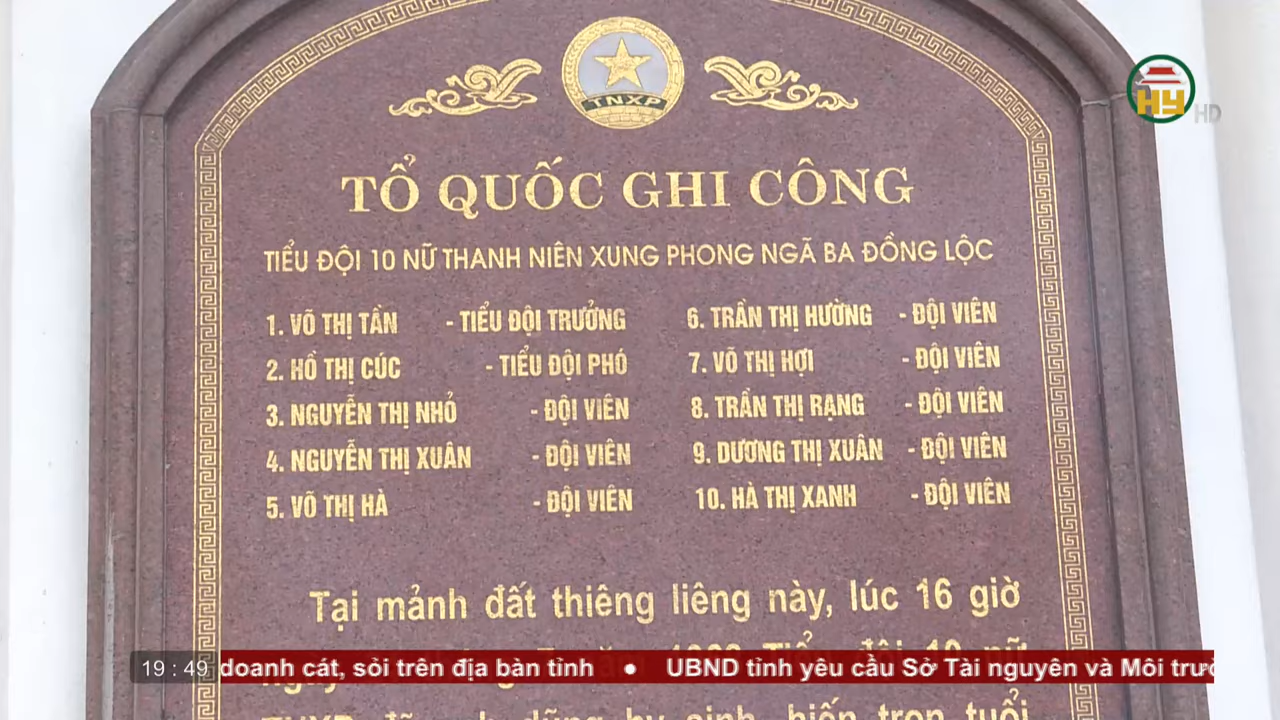 TNXP
HY HD
TỔ QUỐC GHI CÔNG
TIỂU ĐỘI 10 NỮ THANH NIÊN XUNG PHONG NGÃ BA ĐỒNG LỘC
1. VÕ THỊ TẦN - TIỂU ĐỘI TRƯỞNG 6. TRẦN THỊ HƯỜNG - ĐỘI VIÊN
2. HỒ THỊ CÚC - TIỂU ĐỘI PHÓ 7. VÕ THỊ HỢI - ĐỘI VIÊN
3. NGUYỄN THỊ NHỎ - ĐỘI VIÊN 8. TRẦN THỊ RẠNG - ĐỘI VIÊN
4. NGUYỄN THỊ XUÂN - ĐỘI VIÊN 9. DƯƠNG THỊ XUÂN - ĐỘI VIÊN
5. VÕ THỊ HÀ - ĐỘI VIÊN 10. HÀ THỊ XANH - ĐỘI VIÊN
Tại mảnh đất thiêng liêng này, lúc 16 giờ
19:49 doanh cát, sỏi trên địa bàn tỉnh • UBND tỉnh yêu cầu Sở Tài nguyên và Môi